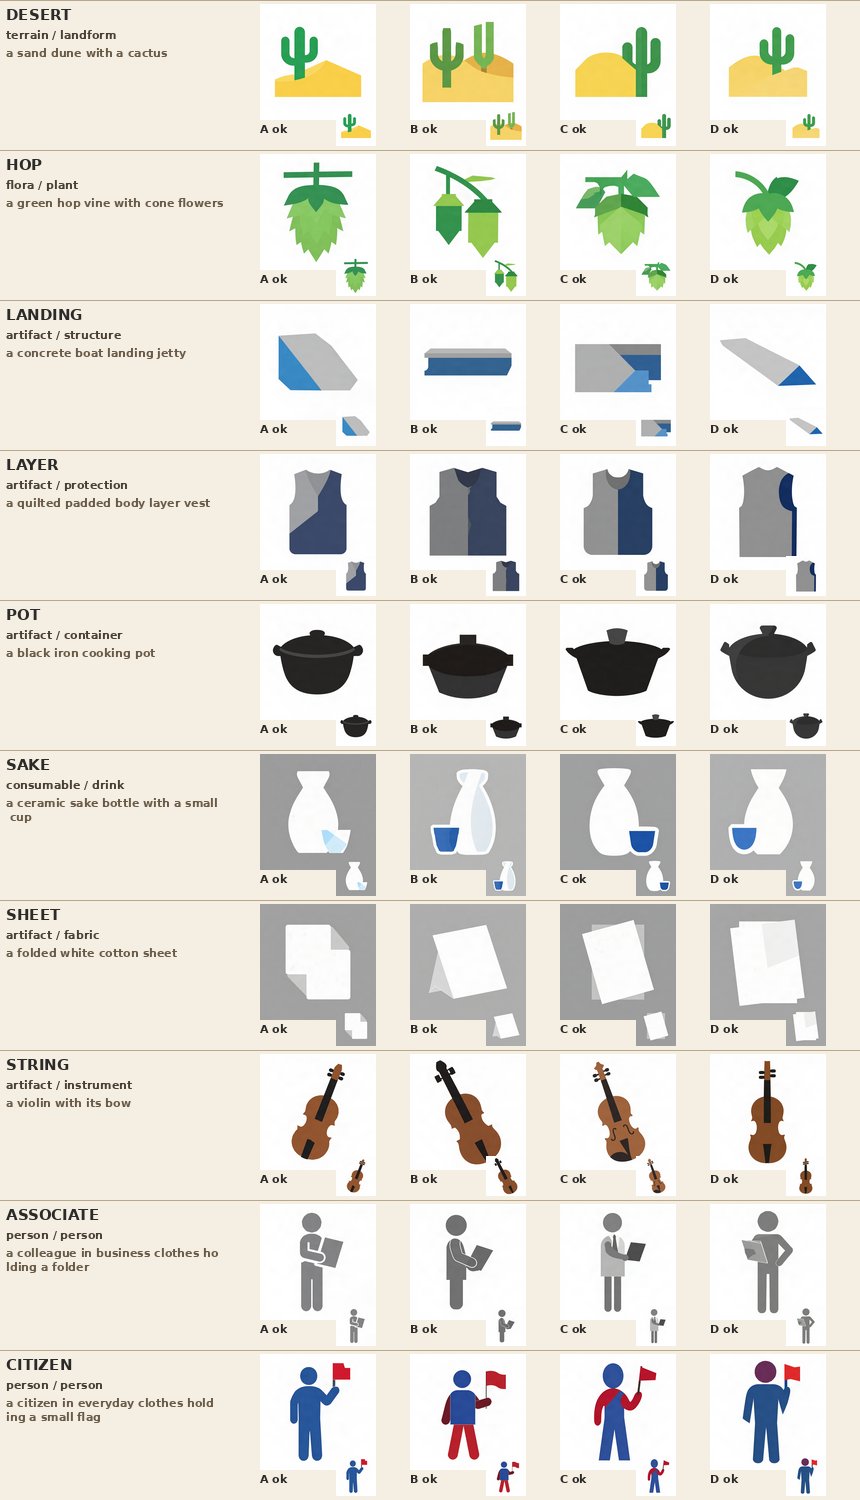 DESERT
terrain / landform
a sand dune with a cactus
A ok
B ok
C ok
D ok
HOP
flora / plant
a green hop vine with cone flowers
A ok
B ok
C ok
D ok
LANDING
artifact / structure
a concrete boat landing jetty
A ok
B ok
C ok
D ok
LAYER
artifact / protection
a quilted padded body layer vest
A ok
B ok
C ok
D ok
POT
artifact / container
a black iron cooking pot
A ok
B ok
C ok
D ok
SAKE
consumable / drink
a ceramic sake bottle with a small
cup
A ok
B ok
C ok
D ok
SHEET
artifact / fabric
a folded white cotton sheet
A ok
B ok
C ok
D ok
STRING
artifact / instrument
a violin with its bow
A ok
B ok
C ok
D ok
ASSOCIATE
person / person
a colleague in business clothes ho
lding a folder
A ok
B ok
C ok
D ok
CITIZEN
person / person
a citizen in everyday clothes hold
ing a small flag
A ok
B ok
C ok
D ok